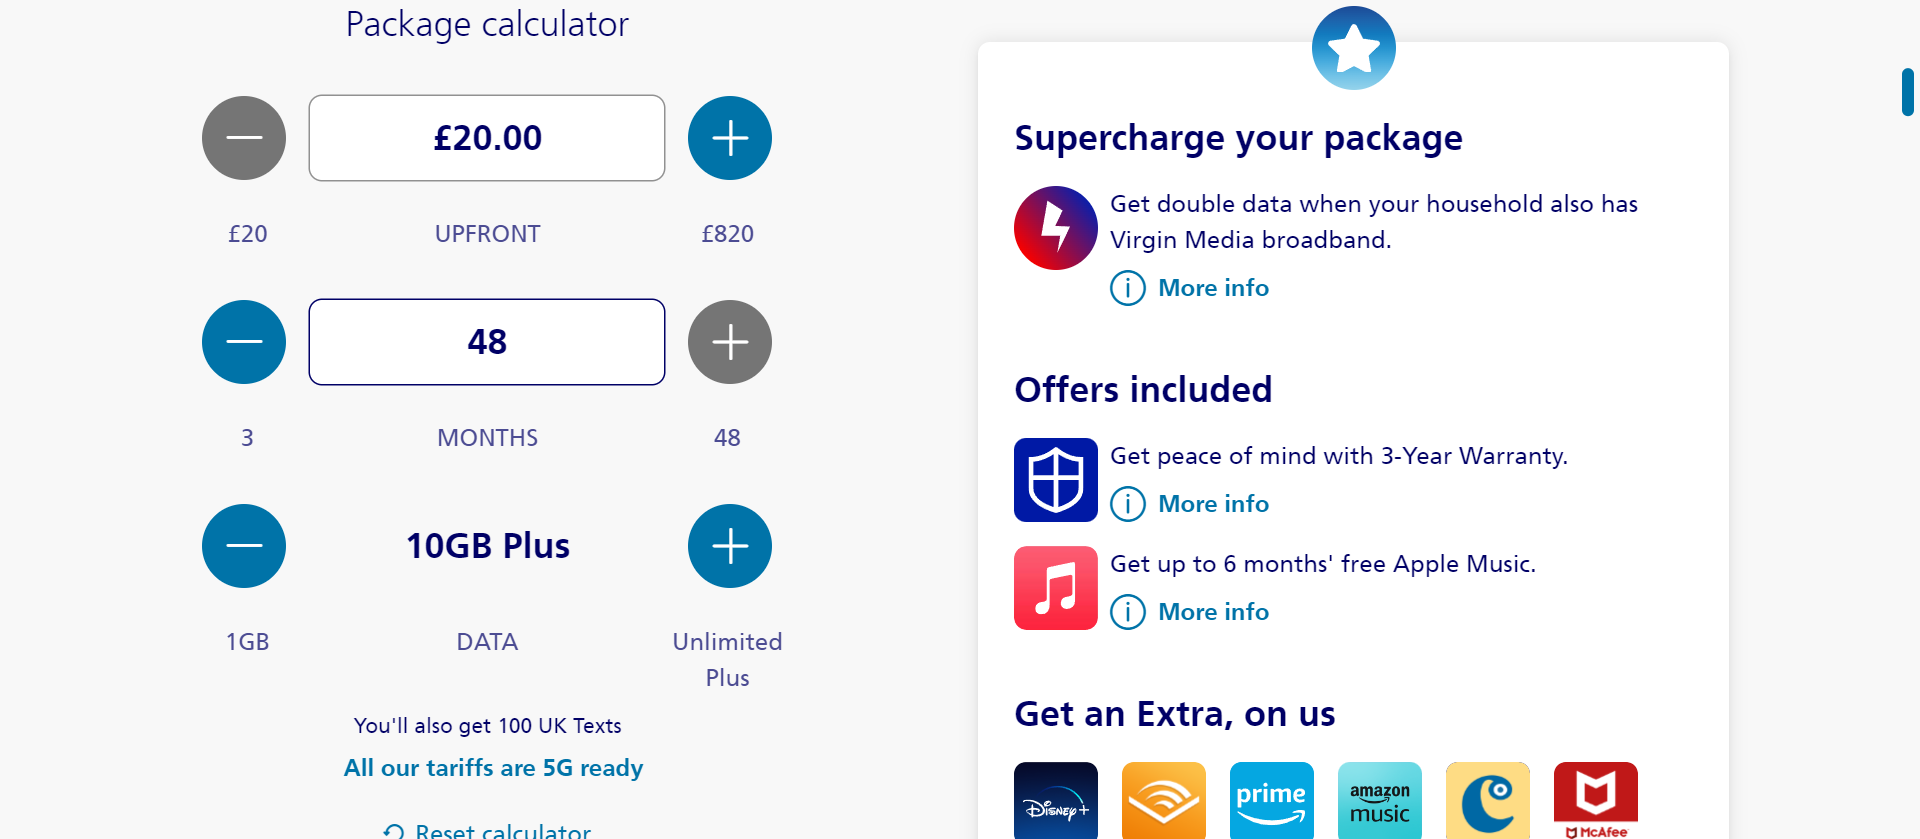 Package calculator
£20.00
£20
UPFRONT
£820
48
3
MONTHS
48
10GB Plus
1GB
DATA
Unlimited
Plus
You'll also get 100 UK Texts
All our tariffs are 5G ready
Reset calculator
Supercharge your package
Get double data when your household also has
Virgin Media broadband.
More info
Offers included
Get peace of mind with 3-Year Warranty.
More info
Get up to 6 months' free Apple Music.
More info
Get an Extra, on us
Disney+
prime
amazon
music
McAfee